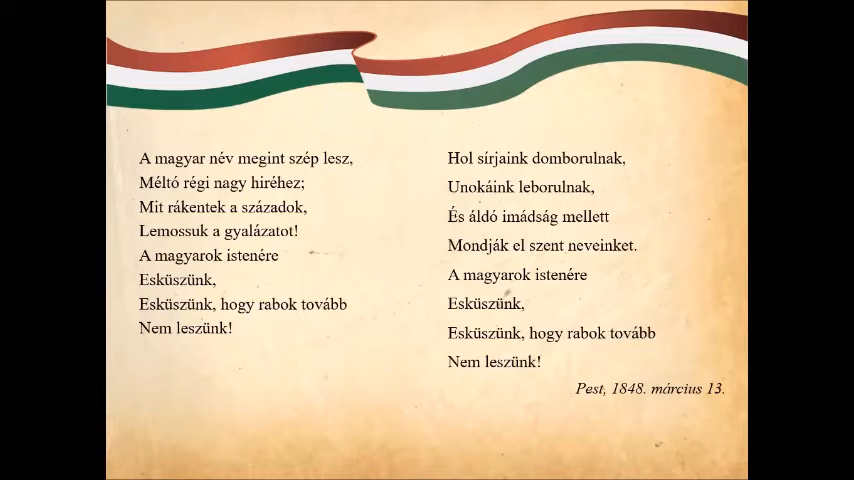 A magyar név megint szép lesz,
Méltó régi nagy hiréhez;
Mit rákentek a századok,
Lemossuk a gyalázatot!
A magyarok istenére
Esküszünk,
Esküszünk, hogy rabok tovább
Nem leszünk!
Hol sírjaink domborulnak,
Unokáink leborulnak,
És áldó imádság mellett
Mondják el szent neveinket.
A magyarok istenére
Esküszünk,
Esküszünk, hogy rabok tovább
Nem leszünk!
Pest, 1848. március 13.